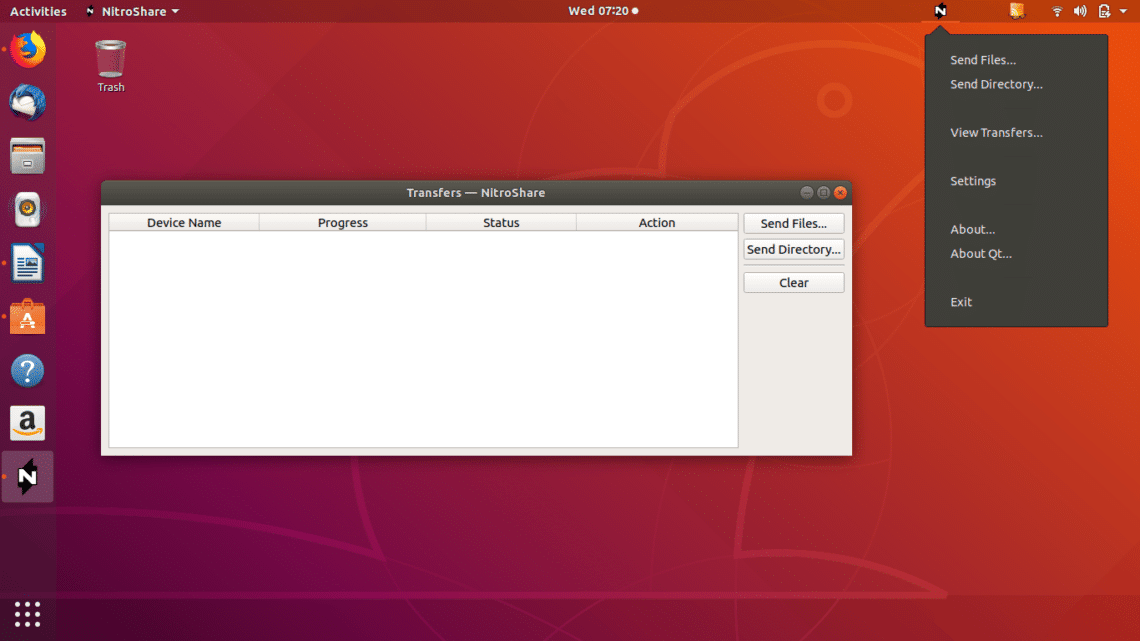 Activities NitroShare Wed 07:20
Trash
Transfers — NitroShare
Device Name Progress Status Action
Send Files...
Send Directory...
Clear
Send Files...
Send Directory...
View Transfers...
Settings
About...
About Qt...
Exit
A
?
a
N